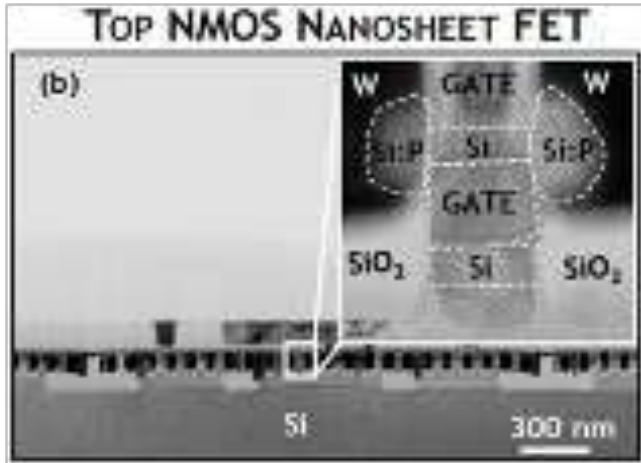 TOP NMOS NANOSHEET FET
(b)
W GATE W
Si:P Si Si:P
GATE
SiO₂ Si SiO₂
Si
300 nm